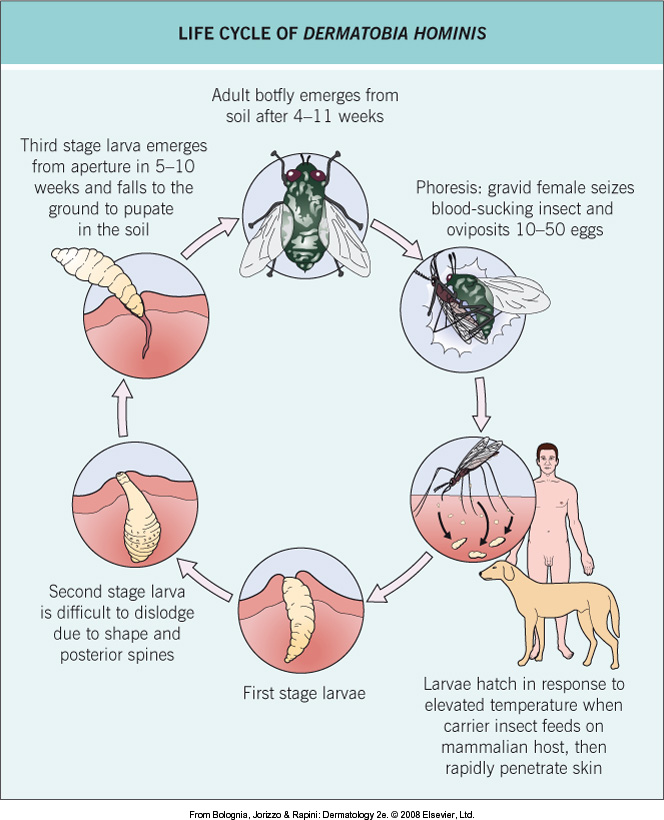 LIFE CYCLE OF DERMATOBIA HOMINIS
Adult botfly emerges from
soil after 4–11 weeks
Third stage larva emerges
from aperture in 5–10
weeks and falls to the
ground to pupate
in the soil
Phoresis: gravid female seizes
blood-sucking insect and
oviposits 10–50 eggs
Second stage larva
is difficult to dislodge
due to shape and
posterior spines
First stage larvae
Larvae hatch in response to
elevated temperature when
carrier insect feeds on
mammalian host, then
rapidly penetrate skin
From Bolognia, Jorizzo & Rapini: Dermatology 2e. © 2008 Elsevier, Ltd.